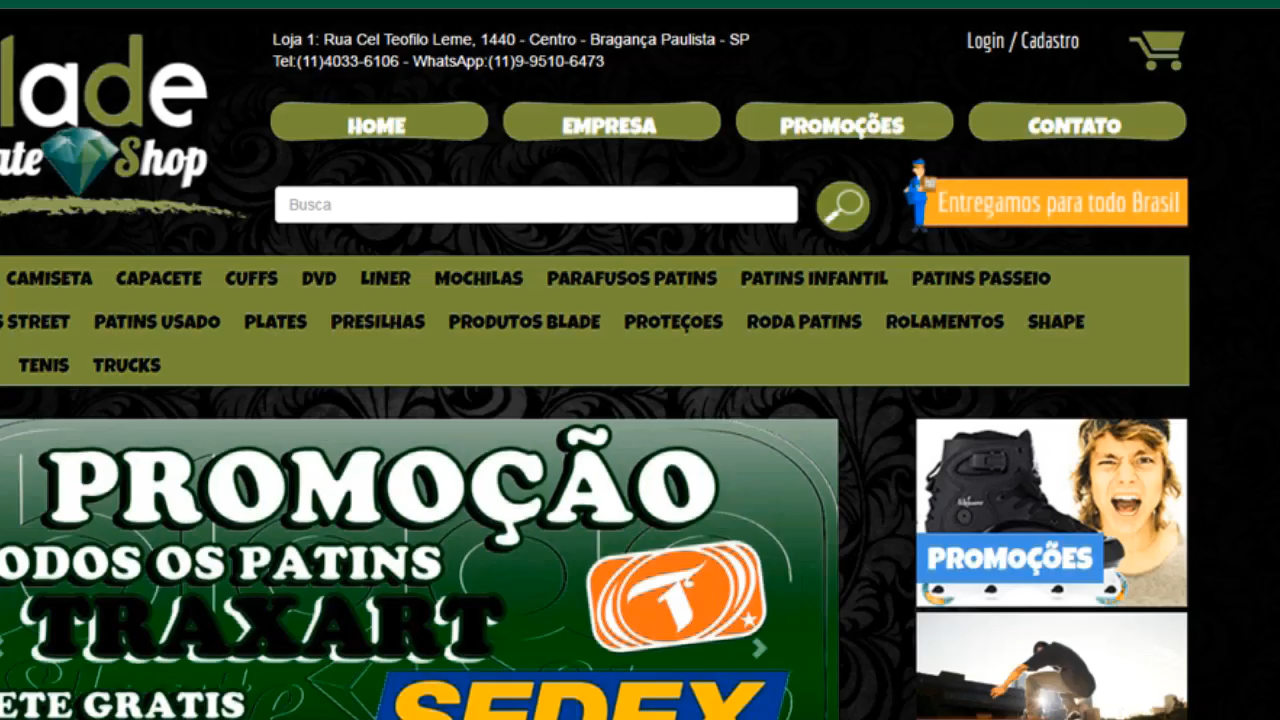 lade
ate Shop
Loja 1: Rua Cel Teofilo Leme, 1440 - Centro - Bragança Paulista - SP
Tel:(11)4033-6106 - WhatsApp:(11)9-9510-6473
Login / Cadastro
HOME EMPRESA PROMOÇÕES CONTATO
Busca
Entregamos para todo Brasil
CAMISETA CAPACETE CUFFS DVD LINER MOCHILAS PARAFUSOS PATINS PATINS INFANTIL PATINS PASSEIO
S STREET PATINS USADO PLATES PRESILHAS PRODUTOS BLADE PROTEÇOES RODA PATINS ROLAMENTOS SHAPE
TENIS TRUCKS
PROMOÇÃO
ODOS OS PATINS
TRAXART
T
ETE GRATIS
SEDEX
PROMOÇÕES